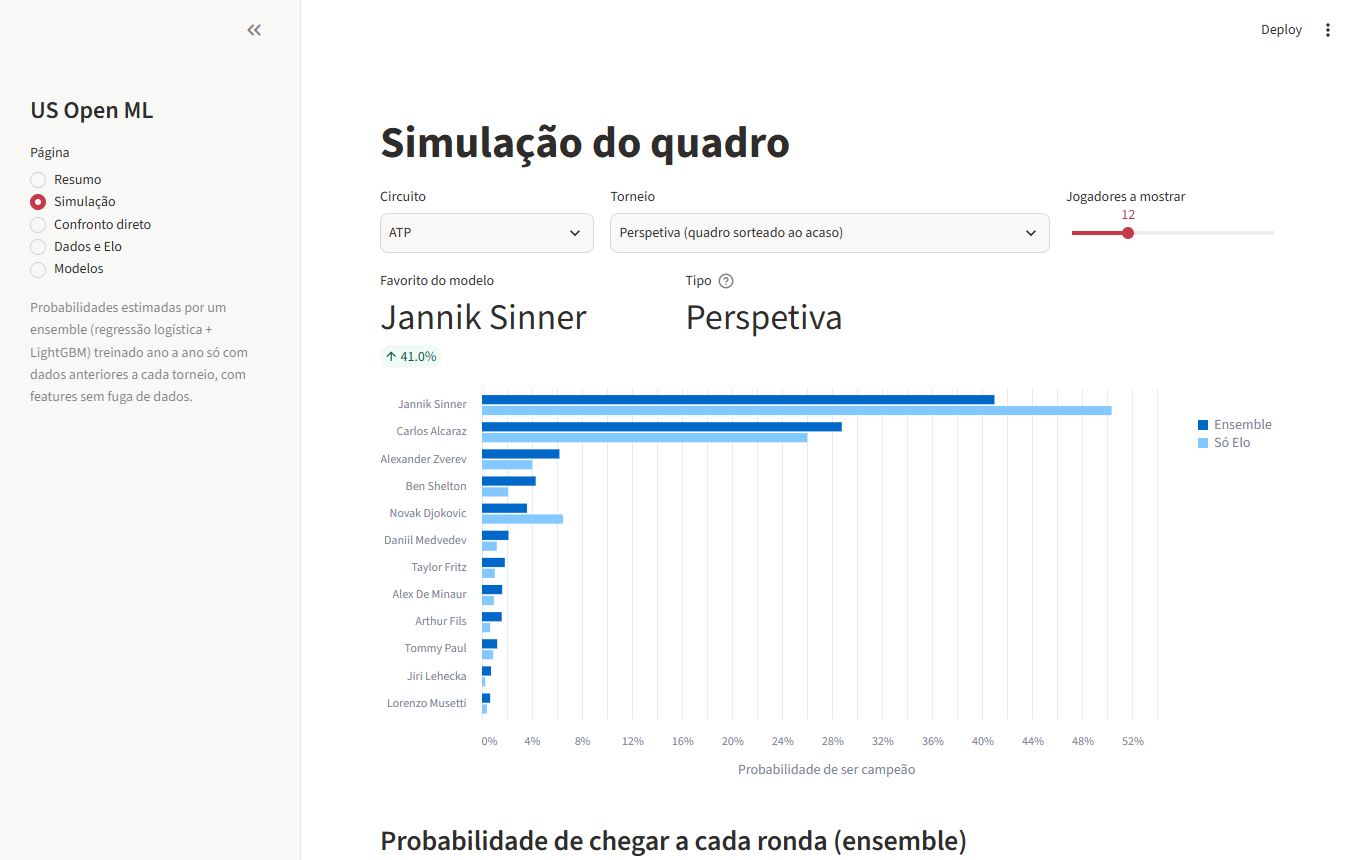 Deploy
US Open ML
Página
Resumo
Simulação
Confronto direto
Dados e Elo
Modelos
Probabilidades estimadas por um
ensemble (regressão logística +
LightGBM) treinado ano a ano só com
dados anteriores a cada torneio, com
features sem fuga de dados.
Simulação do quadro
Circuito
ATP
Torneio
Perspetiva (quadro sorteado ao acaso)
Jogadores a mostrar
12
Favorito do modelo
Jannik Sinner
↑ 41.0%
Tipo
Perspetiva
Jannik Sinner
Carlos Alcaraz
Alexander Zverev
Ben Shelton
Novak Djokovic
Daniil Medvedev
Taylor Fritz
Alex De Minaur
Arthur Fils
Tommy Paul
Jiri Lehecka
Lorenzo Musetti
Ensemble
Só Elo
0% 4% 8% 12% 16% 20% 24% 28% 32% 36% 40% 44% 48% 52%
Probabilidade de ser campeão
Probabilidade de chegar a cada ronda (ensemble)